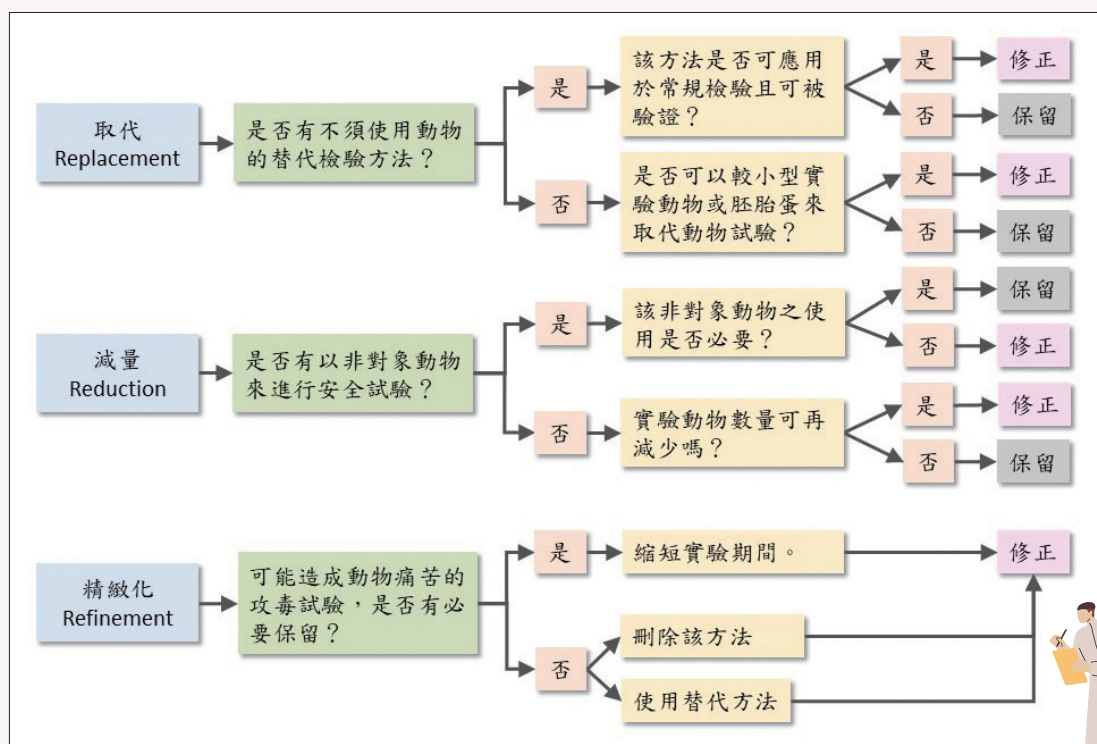 取代
Replacement
是否有不須使用動物
的替代檢驗方法？
是
該方法是否可應用
於常規檢驗且可被
驗證？
是
修正
否
保留
否
是否可以較小型實
驗動物或胚胎蛋來
取代動物試驗？
是
修正
否
保留
減量
Reduction
是否有以非對象動物
來進行安全試驗？
是
該非對象動物之使
用是否必要？
是
保留
否
修正
否
實驗動物數量可再
減少嗎？
是
修正
否
保留
精緻化
Refinement
可能造成動物痛苦的
攻毒試驗，是否有必
要保留？
是
縮短實驗期間。
修正
否
刪除該方法
使用替代方法